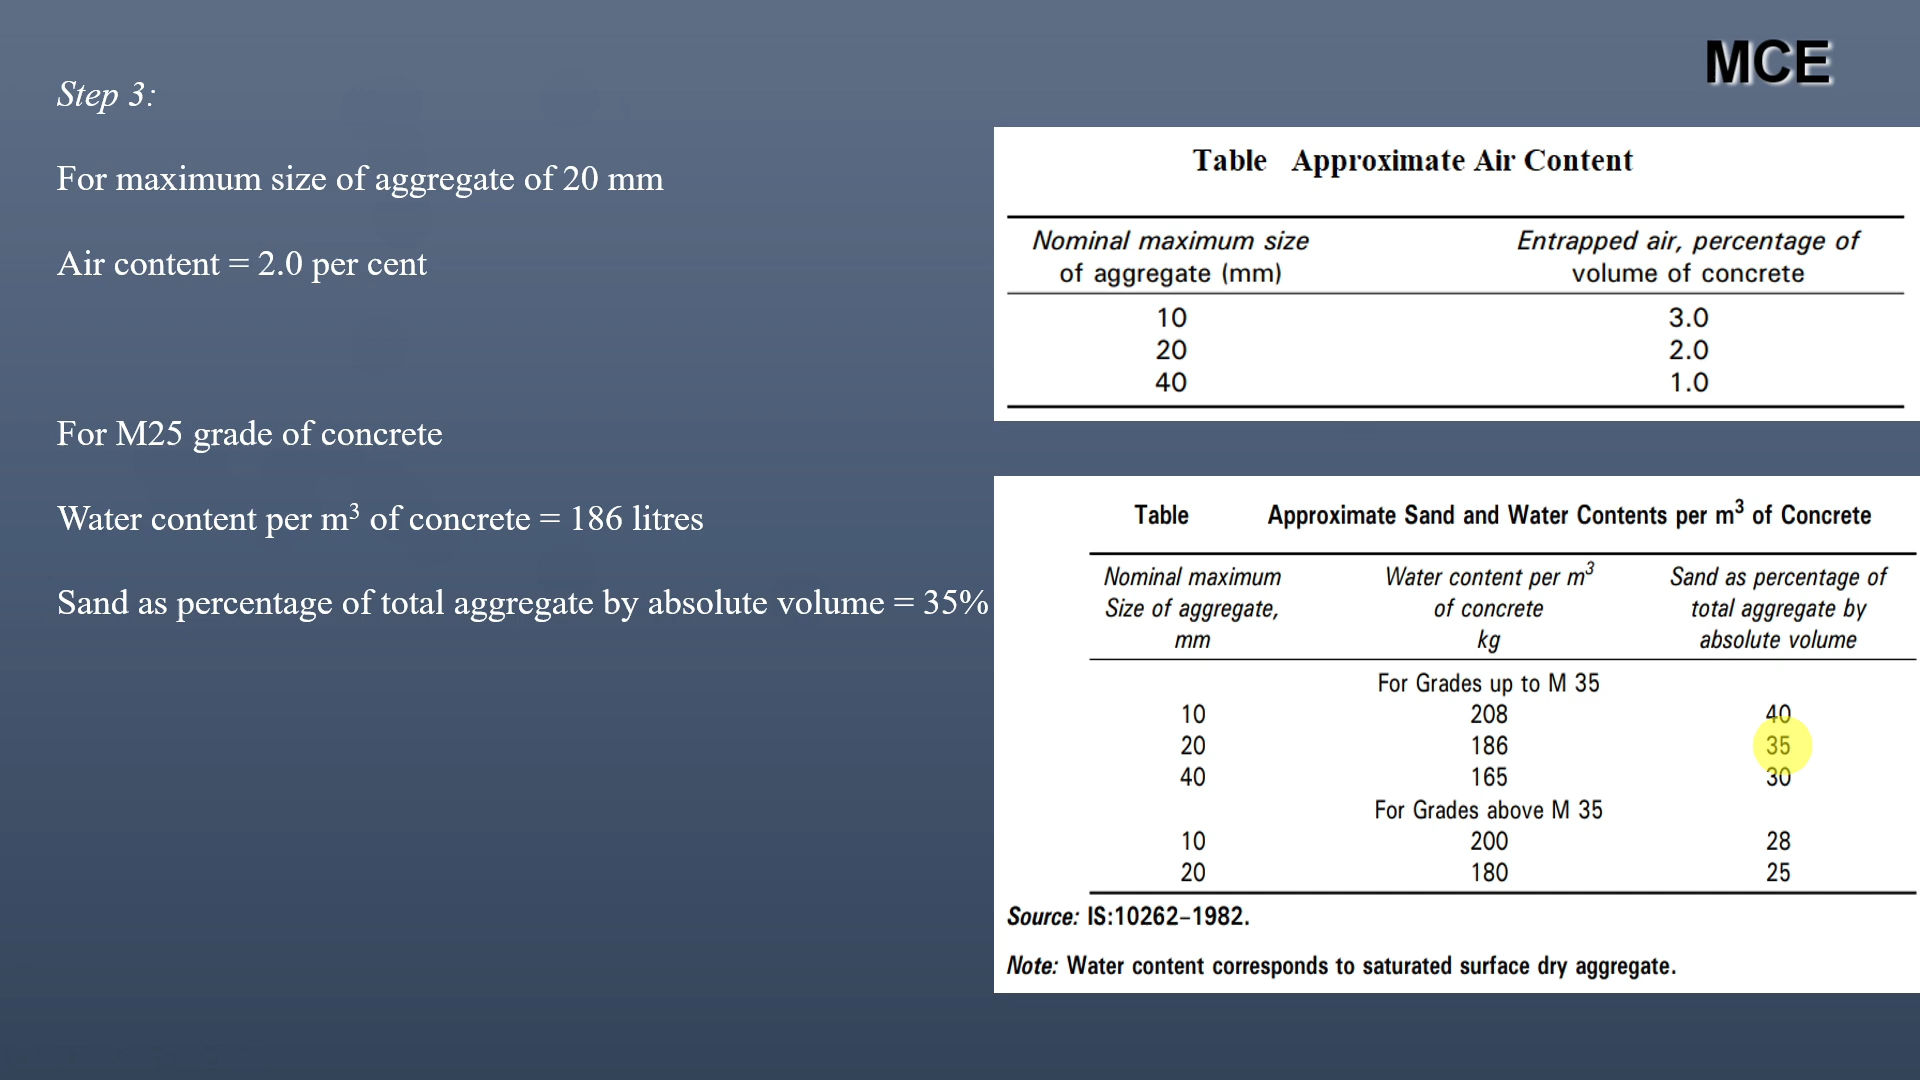 MCE
Step 3:
For maximum size of aggregate of 20 mm
Air content = 2.0 per cent
For M25 grade of concrete
Water content per m³ of concrete = 186 litres
Sand as percentage of total aggregate by absolute volume = 35%
Table Approximate Air Content
Nominal maximum size of aggregate (mm) Entrapped air, percentage of volume of concrete
10 3.0
20 2.0
40 1.0
Table Approximate Sand and Water Contents per m³ of Concrete
Nominal maximum Water content per m³ Sand as percentage of
Size of aggregate, of concrete total aggregate by
mm kg absolute volume
For Grades up to M 35
10 208 40
20 186 35
40 165 30
For Grades above M 35
10 200 28
20 180 25
Source: IS:10262–1982.
Note: Water content corresponds to saturated surface dry aggregate.